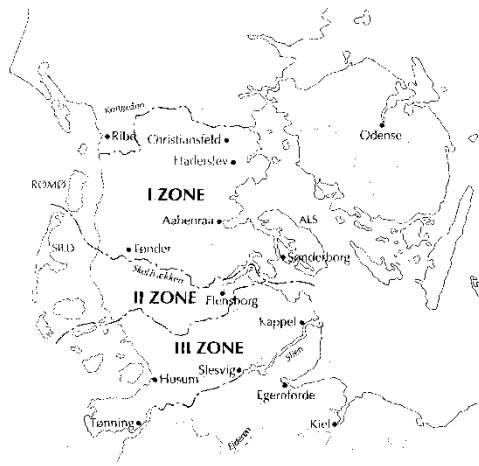 Kongeåen
Ribe
Christiansfeld
Odense
Haderslev
RØMØ
I ZONE
Aabenraa
ALS
SILD
Tønder
Sønderborg
Skelbækken
II ZONE
Flensborg
Kappel
III ZONE
Slien
Slesvig
Husum
Egernførde
Tønning
Kiel
Ejderen